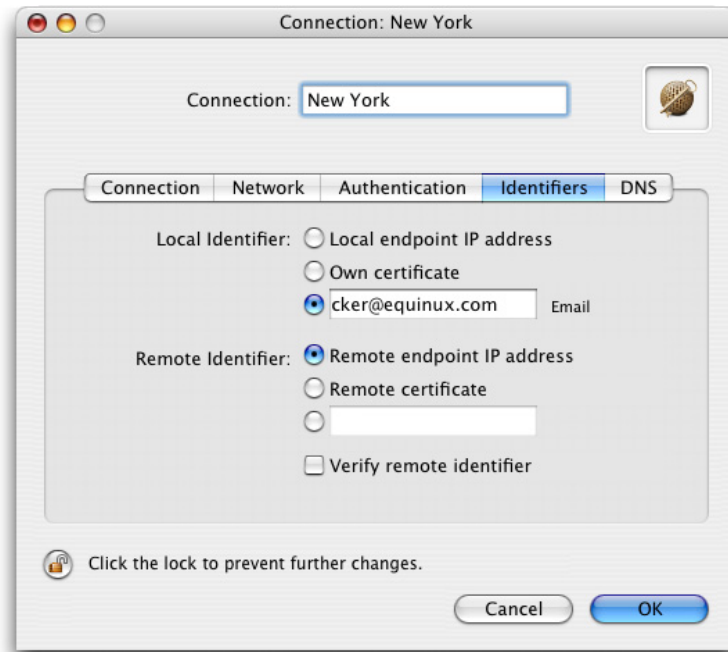 Connection: New York
Connection: New York
Connection Network Authentication Identifiers DNS
Local Identifier: Local endpoint IP address
Own certificate
cker@equinux.com Email
Remote Identifier: Remote endpoint IP address
Remote certificate
Verify remote identifier
Click the lock to prevent further changes.
Cancel OK